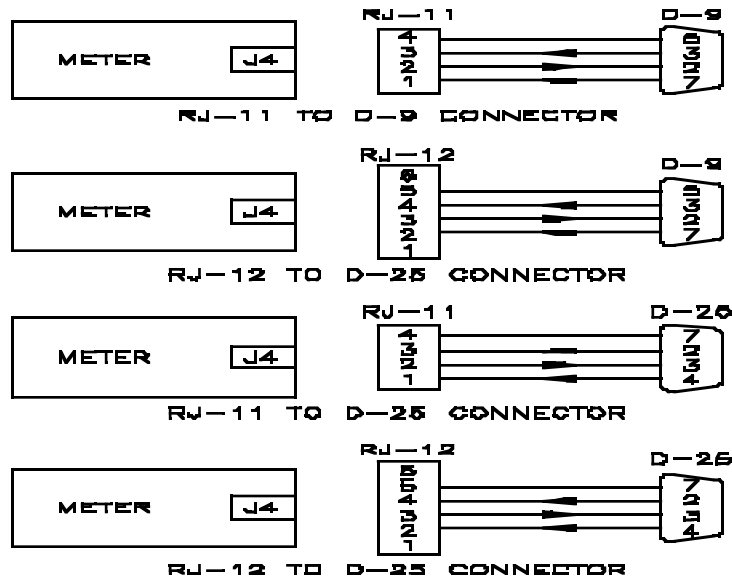 RJ-11 D-9
METER J4
4
3 3
2 2
1 7
RJ-11 TO D-9 CONNECTOR
RJ-12 D-9
METER J4
6
5
4 3
3 2
2 7
1
RJ-12 TO D-25 CONNECTOR
RJ-11 D-25
METER J4
4 7
3 2
2 3
1 4
RJ-11 TO D-25 CONNECTOR
RJ-12 D-25
METER J4
6
5 7
4 2
3 3
2 4
1
RJ-12 TO D-25 CONNECTOR